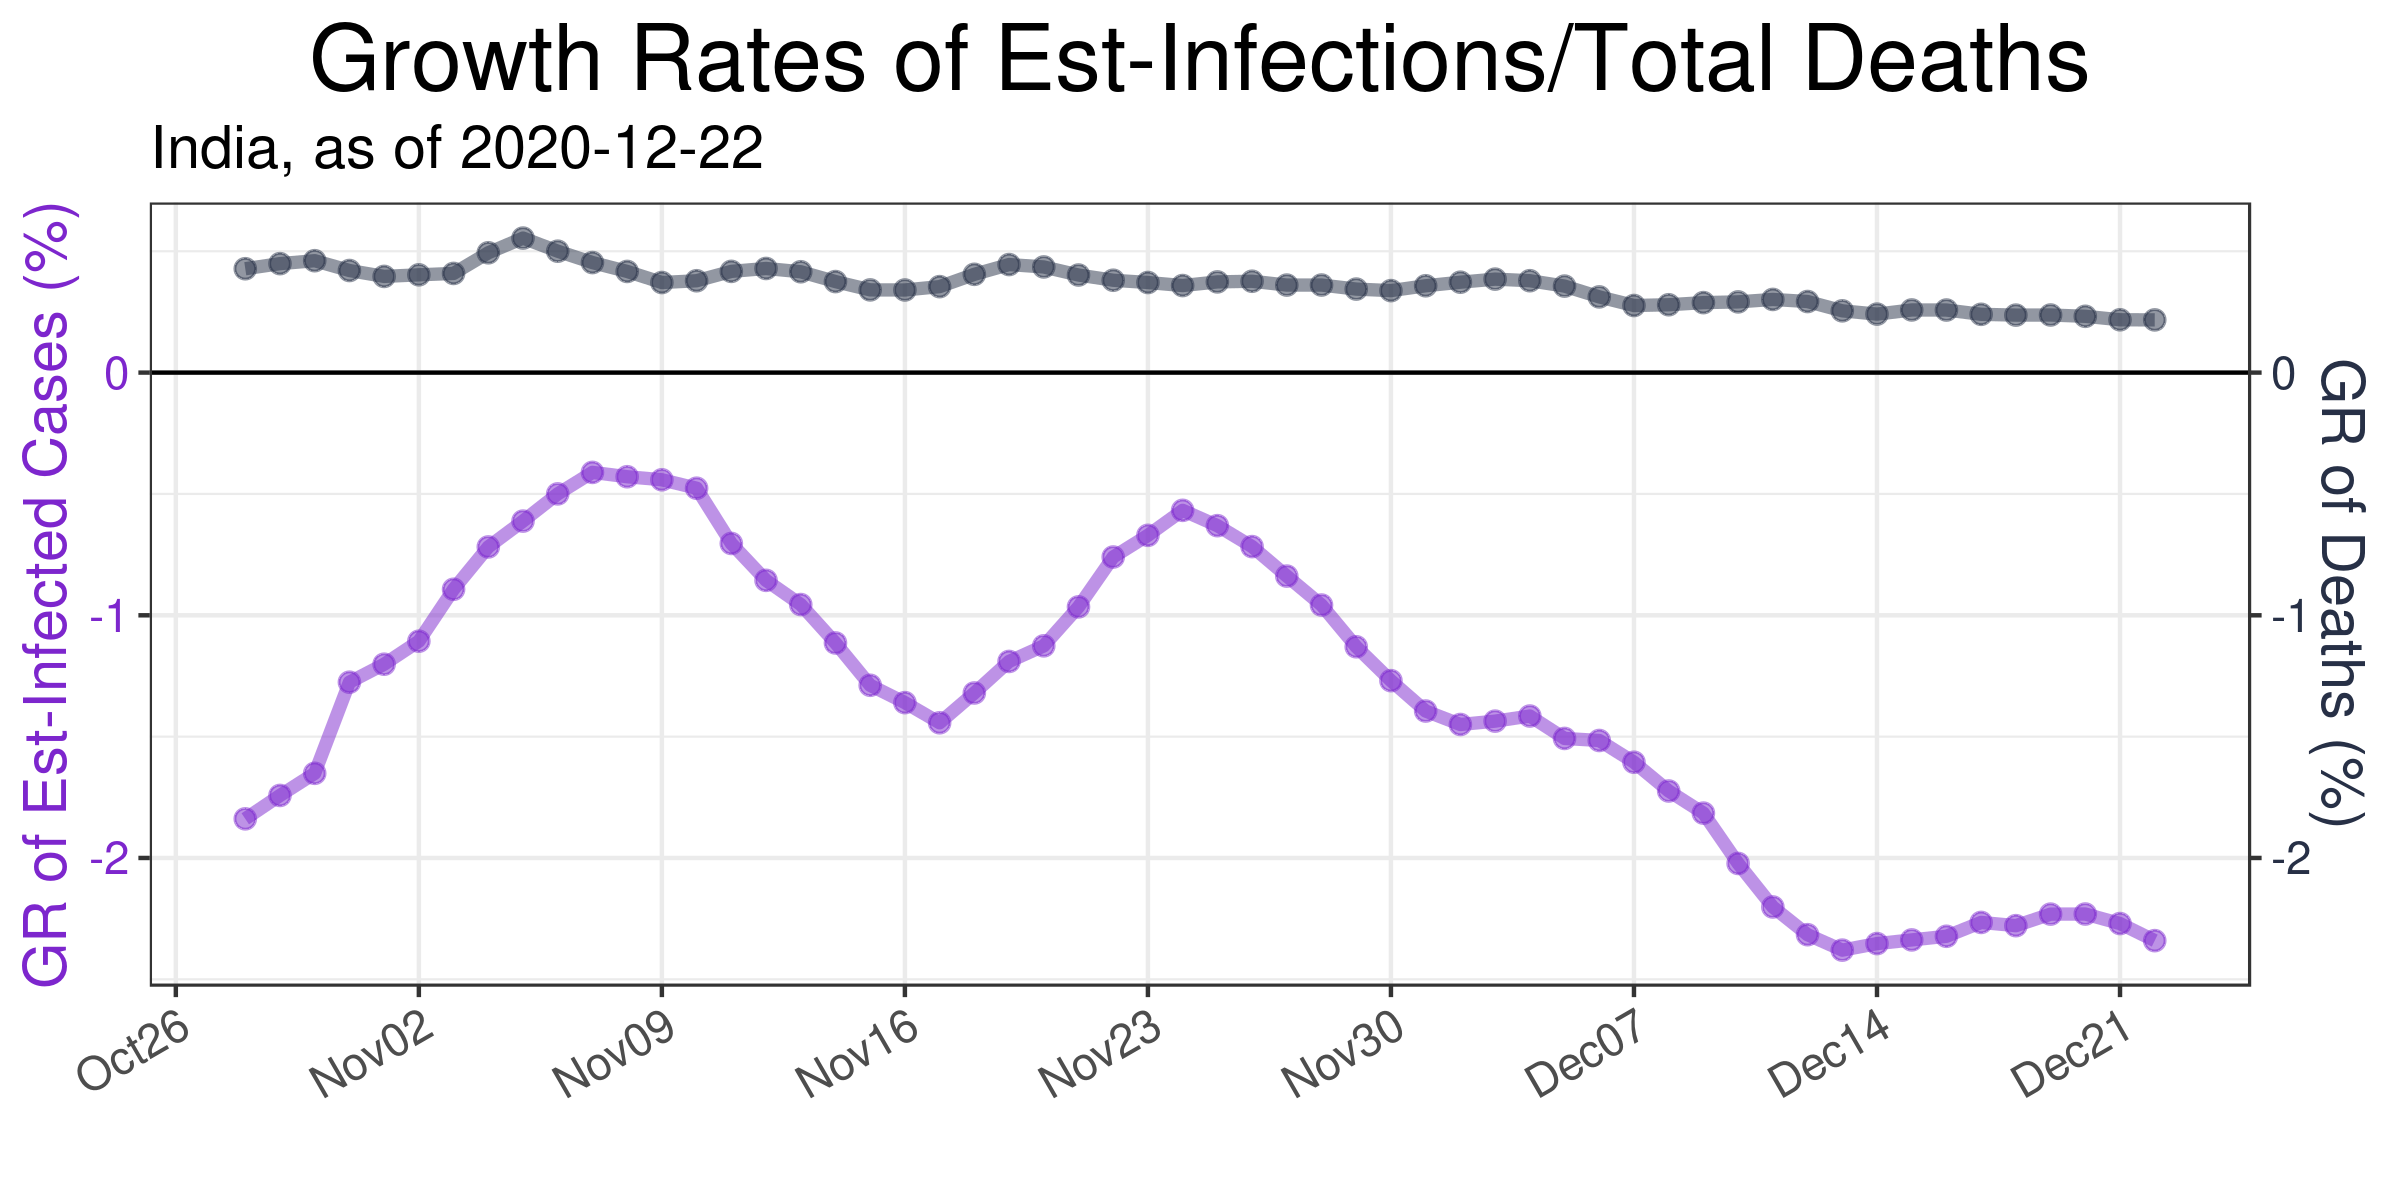 Growth Rates of Est-Infections/Total Deaths
India, as of 2020-12-22
GR of Est-Infected Cases (%)
0
-1
-2
0
-1
-2
GR of Deaths (%)
Oct26
Nov02
Nov09
Nov16
Nov23
Nov30
Dec07
Dec14
Dec21